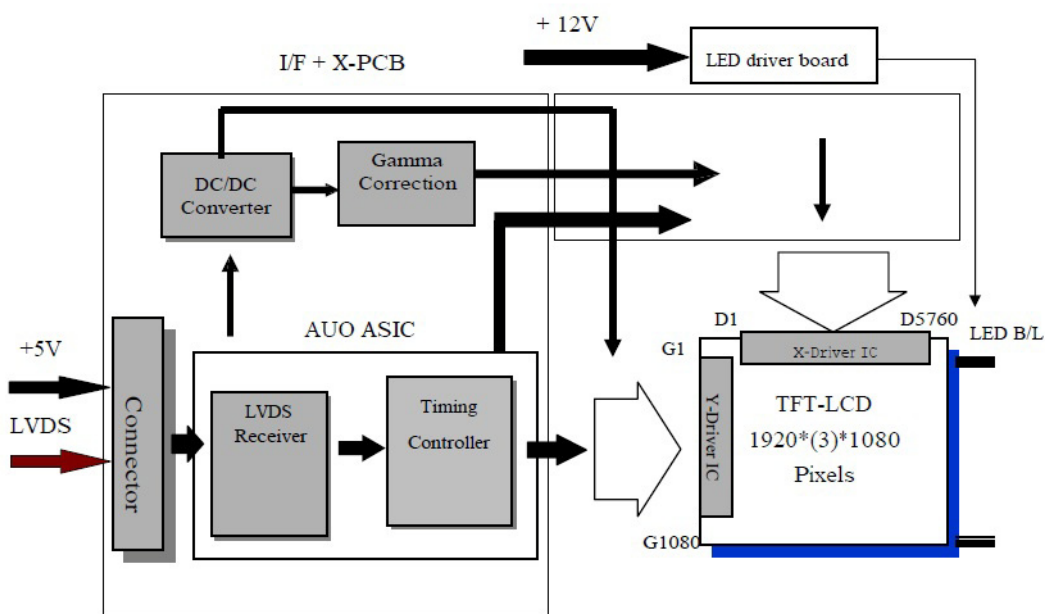 + 12V
LED driver board
I/F + X-PCB
DC/DC
Converter
Gamma
Correction
AUO ASIC
+5V
LVDS
Connector
LVDS
Receiver
Timing
Controller
D1
D5760
LED B/L
G1
X-Driver IC
Y-Driver IC
TFT-LCD
1920*(3)*1080
Pixels
G1080